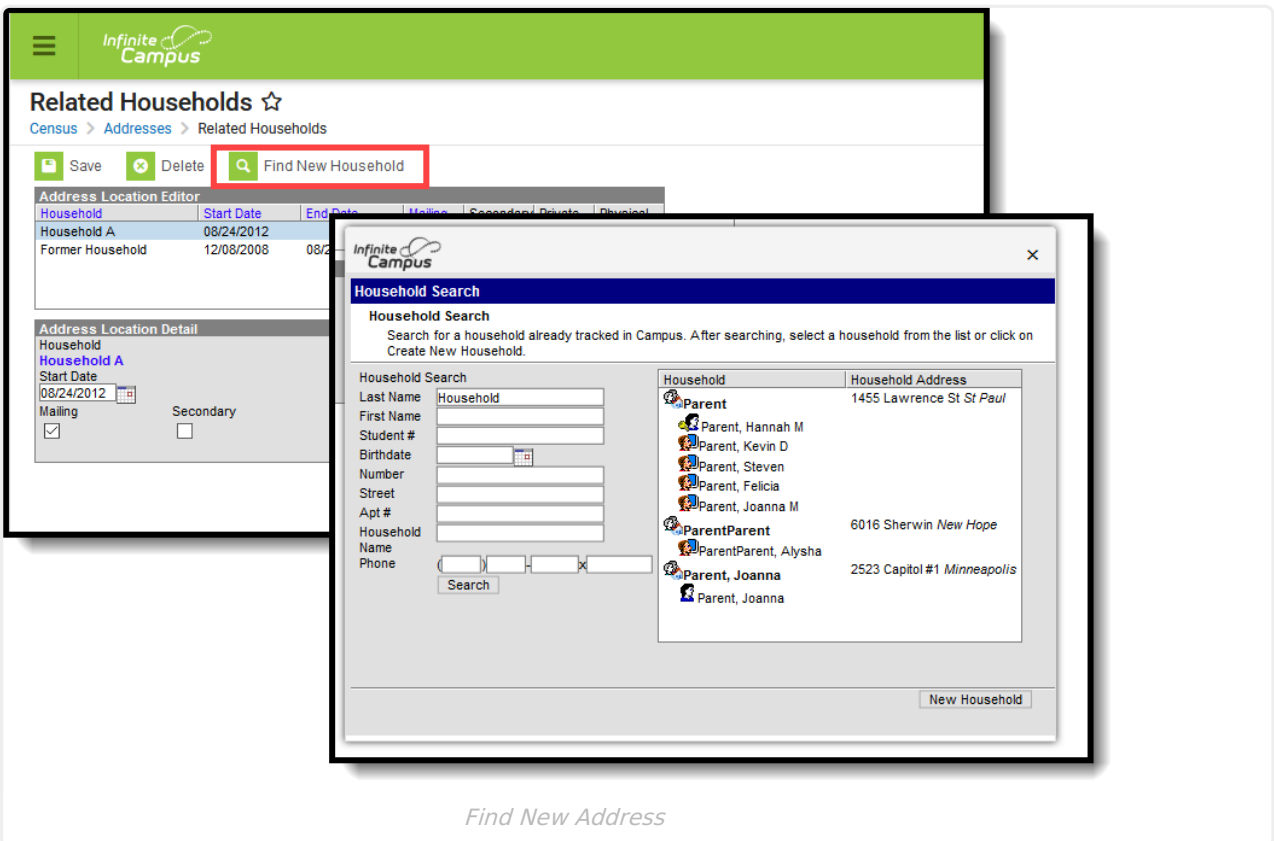 Infinite
Campus
Related Households
Census > Addresses > Related Households
Save Delete Find New Household
Address Location Editor
Household Start Date End Date Mailing Secondary Private Physical
Household A 08/24/2012
Former Household 12/08/2008 08/2
Address Location Detail
Household
Household A
Start Date
08/24/2012
Mailing Secondary
Infinite
Campus
×
Household Search
Household Search
Search for a household already tracked in Campus. After searching, select a household from the list or click on
Create New Household.
Household Search
Last Name Household
First Name
Student #
Birthdate
Number
Street
Apt #
Household
Name
Phone ( ) - x
Search
Household Household Address
Parent 1455 Lawrence St St Paul
Parent, Hannah M
Parent, Kevin D
Parent, Steven
Parent, Felicia
Parent, Joanna M
ParentParent 6016 Sherwin New Hope
ParentParent, Alysha
Parent, Joanna 2523 Capitol #1 Minneapolis
Parent, Joanna
New Household
Find New Address